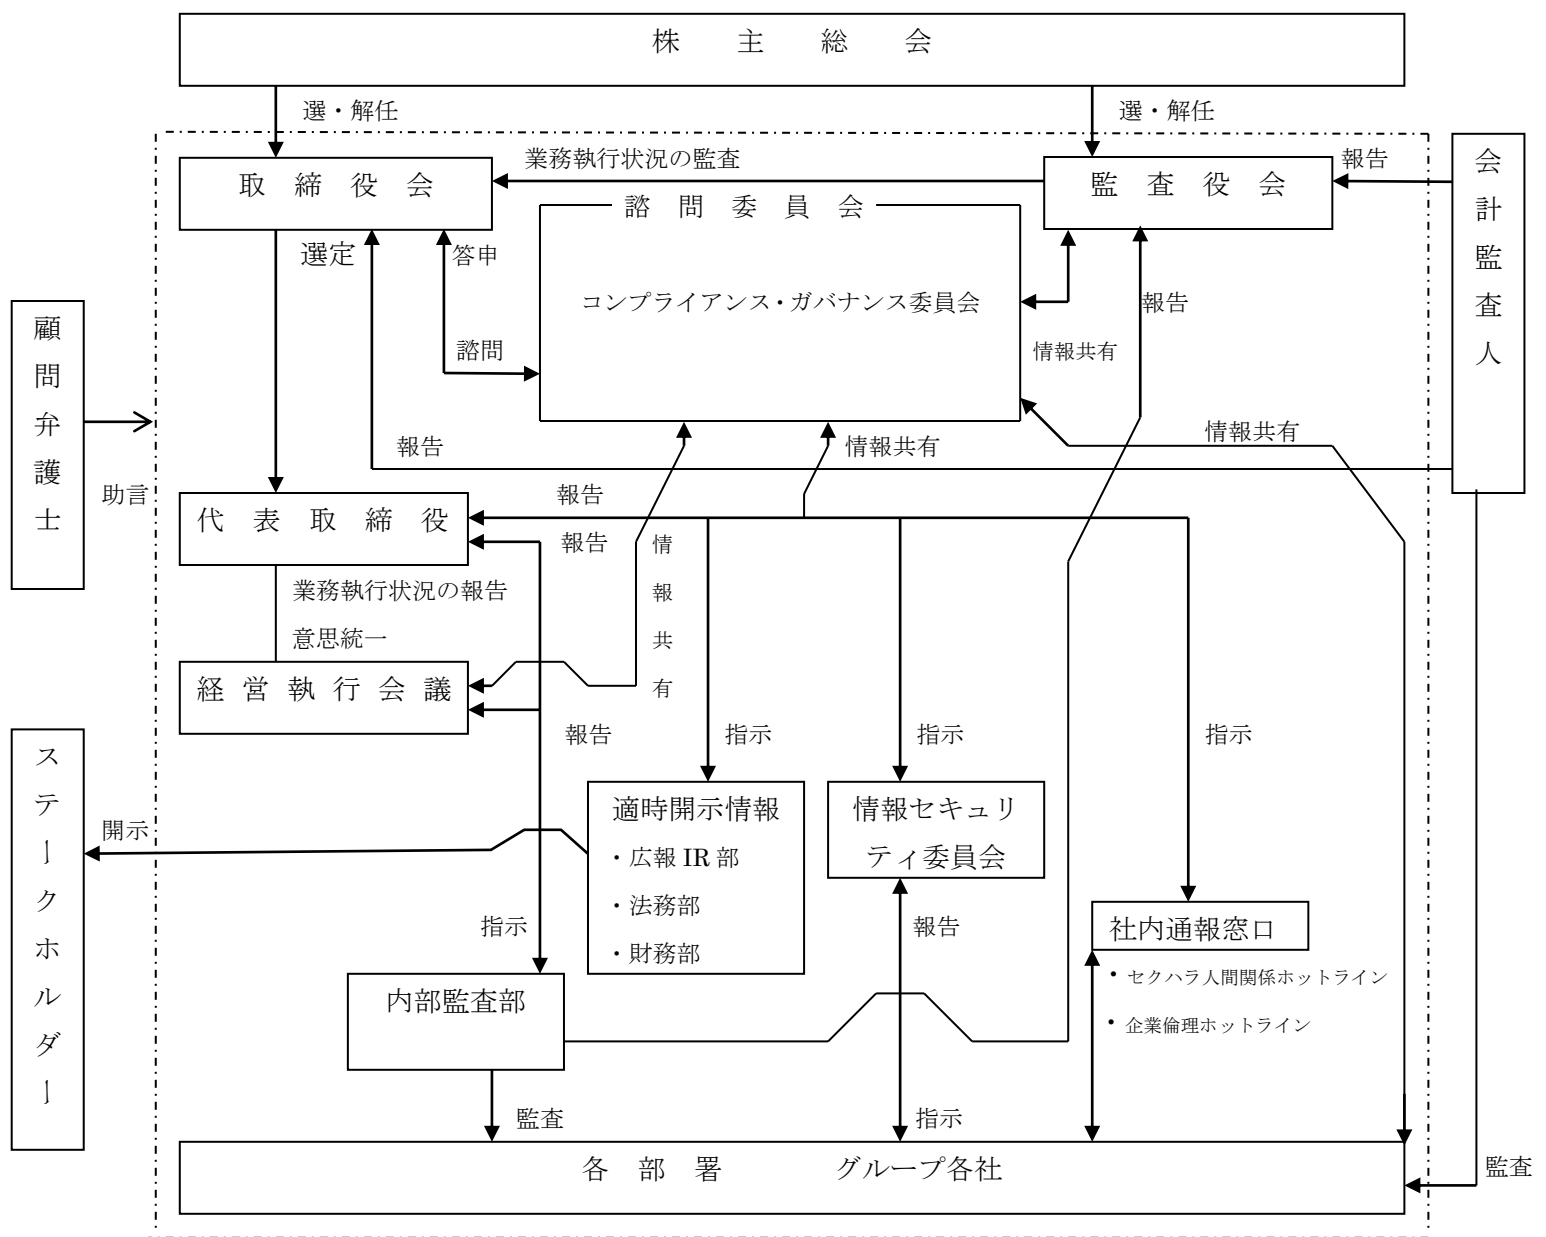 株主総会
選・解任
選・解任
業務執行状況の監査
報告
取締役会
監査役会
会計監査人
諮問委員会
選定
答申
コンプライアンス・ガバナンス委員会
報告
顧問弁護士
諮問
情報共有
情報共有
報告
情報共有
助言
報告
代表取締役
報告
情報共有
業務執行状況の報告
意思統一
経営執行会議
報告
指示
指示
指示
ステークホルダー
開示
適時開示情報
・広報 IR 部
・法務部
・財務部
情報セキュリ
ティ委員会
指示
報告
社内通報窓口
・セクハラ人間関係ホットライン
・企業倫理ホットライン
内部監査部
監査
指示
各部署 グループ各社
監査